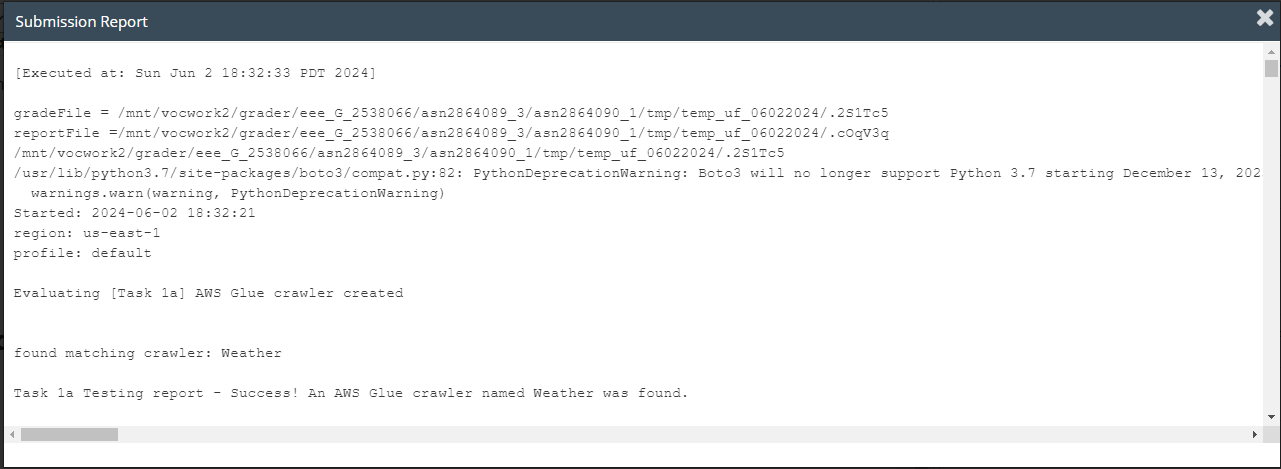 Submission Report
[Executed at: Sun Jun 2 18:32:33 PDT 2024]
gradeFile = /mnt/vocwork2/grader/eee_G_2538066/asn2864089_3/asn2864090_1/tmp/temp_uf_06022024/.2S1Tc5
reportFile =/mnt/vocwork2/grader/eee_G_2538066/asn2864089_3/asn2864090_1/tmp/temp_uf_06022024/.cOqV3q
/mnt/vocwork2/grader/eee_G_2538066/asn2864089_3/asn2864090_1/tmp/temp_uf_06022024/.2S1Tc5
/usr/lib/python3.7/site-packages/boto3/compat.py:82: PythonDeprecationWarning: Boto3 will no longer support Python 3.7 starting December 13, 202
warnings.warn(warning, PythonDeprecationWarning)
Started: 2024-06-02 18:32:21
region: us-east-1
profile: default
Evaluating [Task 1a] AWS Glue crawler created
found matching crawler: Weather
Task 1a Testing report - Success! An AWS Glue crawler named Weather was found.